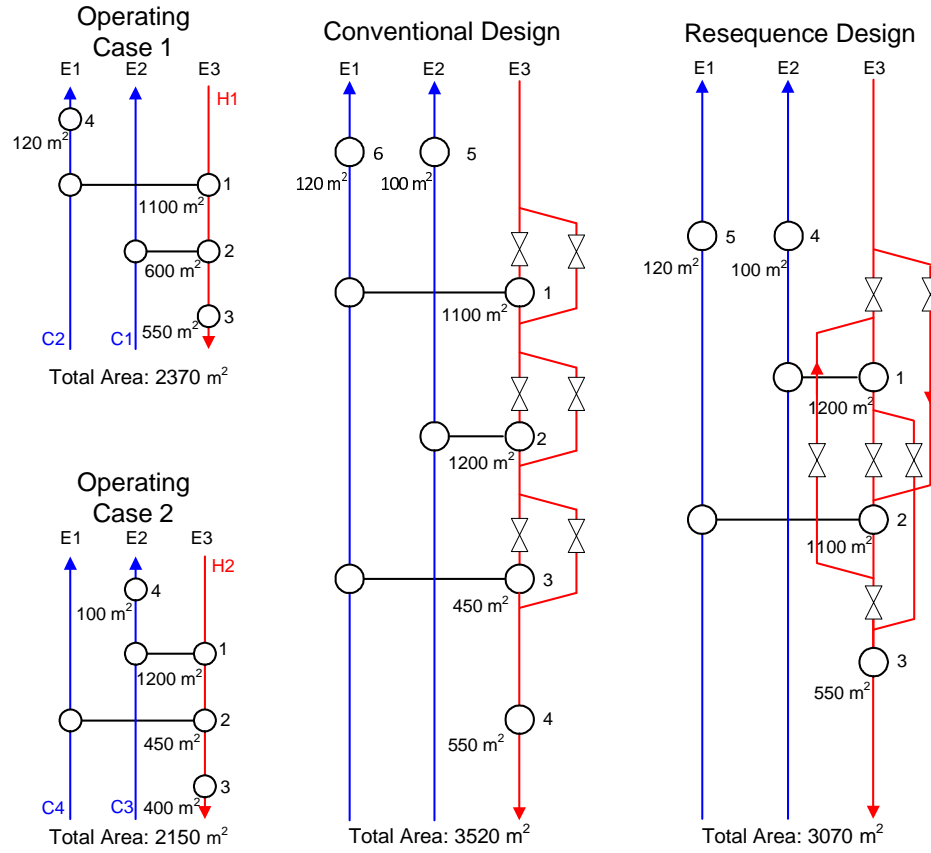 Operating
Case 1
E1 E2 E3
H1
4
120 m²
1
1100 m²
2
600 m²
3
550 m²
C2 C1
Total Area: 2370 m²
Operating
Case 2
E1 E2 E3
H2
4
100 m²
1
1200 m²
2
450 m²
3
C4 C3 400 m²
Total Area: 2150 m²
Conventional Design
E1 E2 E3
6 5
120 m² 100 m²
1
1100 m²
2
1200 m²
3
450 m²
4
550 m²
Total Area: 3520 m²
Resequence Design
E1 E2 E3
5 4
120 m² 100 m²
1
1200 m²
2
1100 m²
3
550 m²
Total Area: 3070 m²